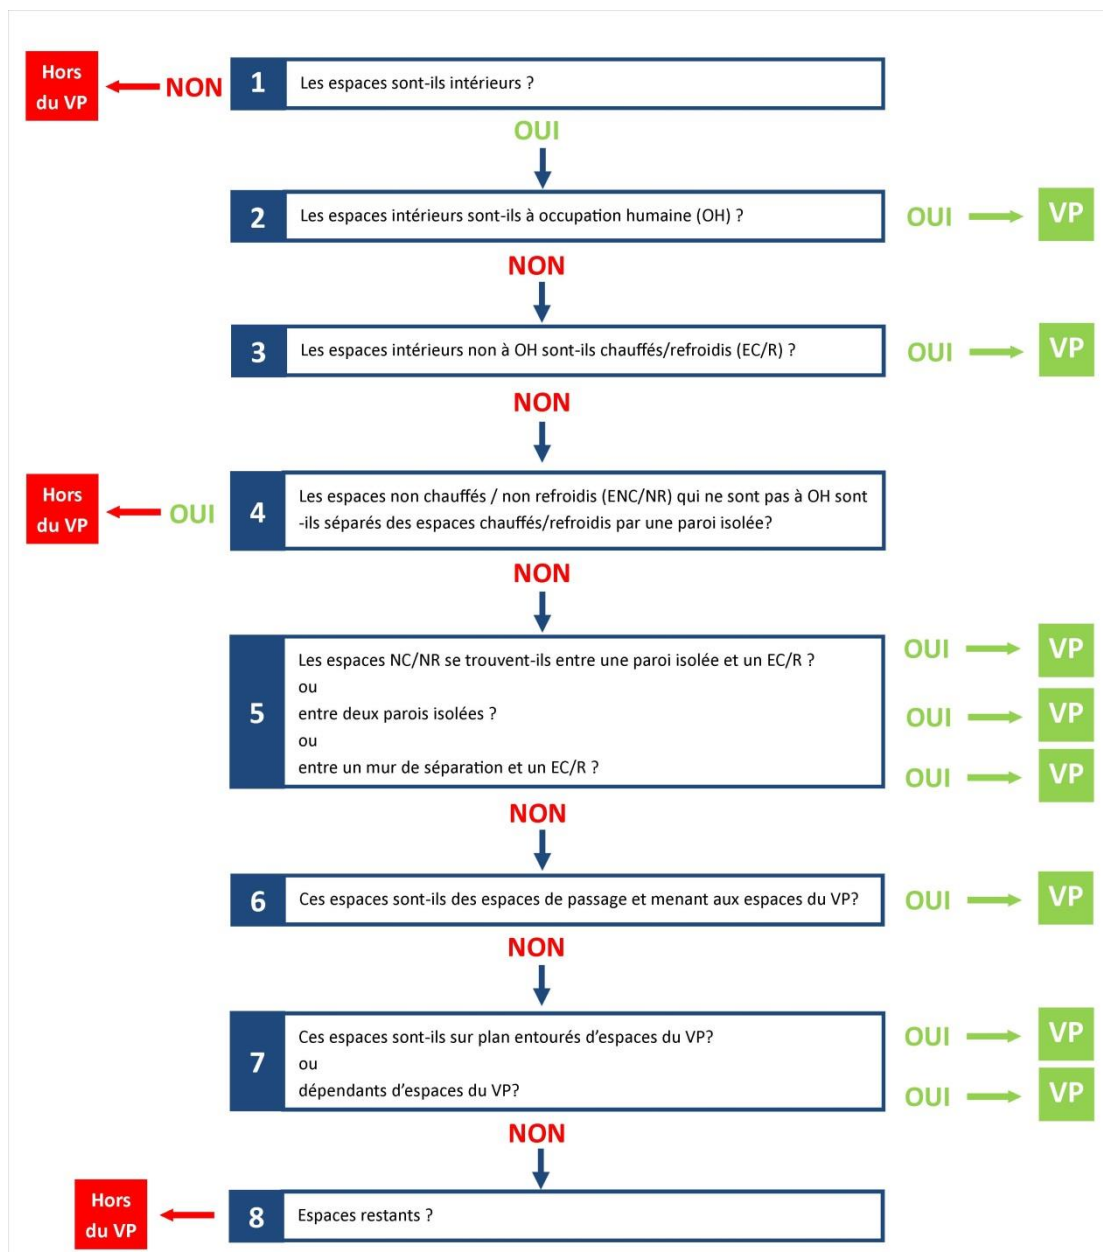 Hors
du VP
NON
1
Les espaces sont-ils intérieurs ?
OUI
2
Les espaces intérieurs sont-ils à occupation humaine (OH) ?
OUI
VP
NON
3
Les espaces intérieurs non à OH sont-ils chauffés/refroidis (EC/R) ?
OUI
VP
NON
Hors
du VP
OUI
4
Les espaces non chauffés / non refroidis (ENC/NR) qui ne sont pas à OH sont
-ils séparés des espaces chauffés/refroidis par une paroi isolée?
NON
5
Les espaces NC/NR se trouvent-ils entre une paroi isolée et un EC/R ?
OUI
VP
ou
entre deux parois isolées ?
OUI
VP
ou
entre un mur de séparation et un EC/R ?
OUI
VP
NON
6
Ces espaces sont-ils des espaces de passage et menant aux espaces du VP?
OUI
VP
NON
7
Ces espaces sont-ils sur plan entourés d’espaces du VP?
OUI
VP
ou
dépendants d’espaces du VP?
OUI
VP
NON
Hors
du VP
8
Espaces restants ?